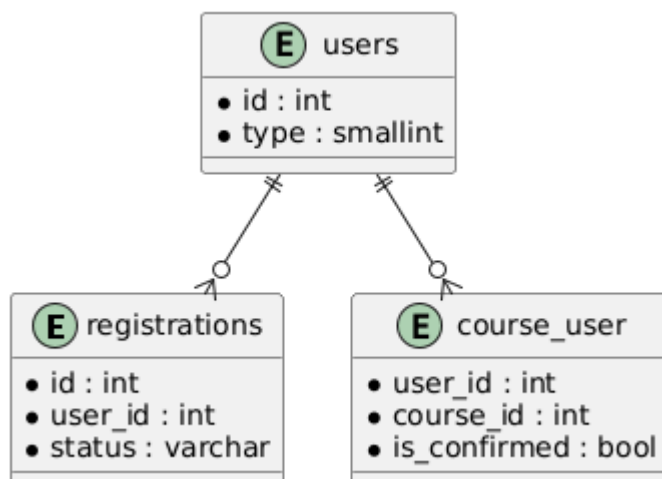 E users
id : int
type : smallint
E registrations
id : int
user_id : int
status : varchar
E course_user
user_id : int
course_id : int
is_confirmed : bool